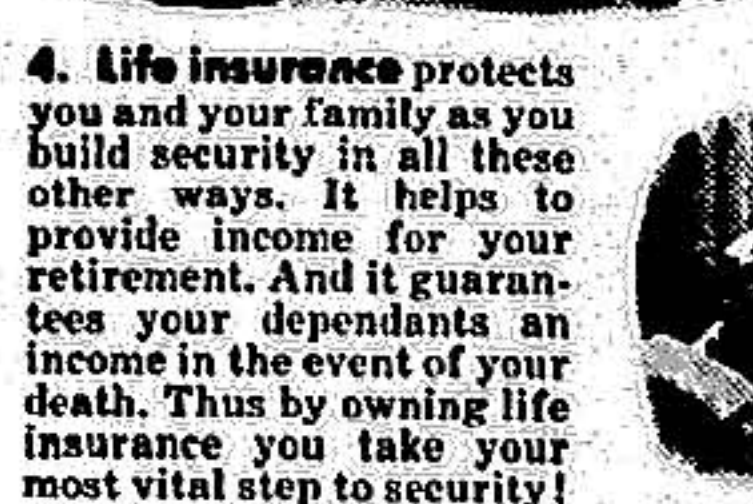 4. Life insurance protects
you and your family as you
build security in all these
other ways. It helps to
provide income for your
retirement. And it guaran-
tees your dependants an
income in the event of your
death. Thus by owning life
insurance you take your
most vital step to security!